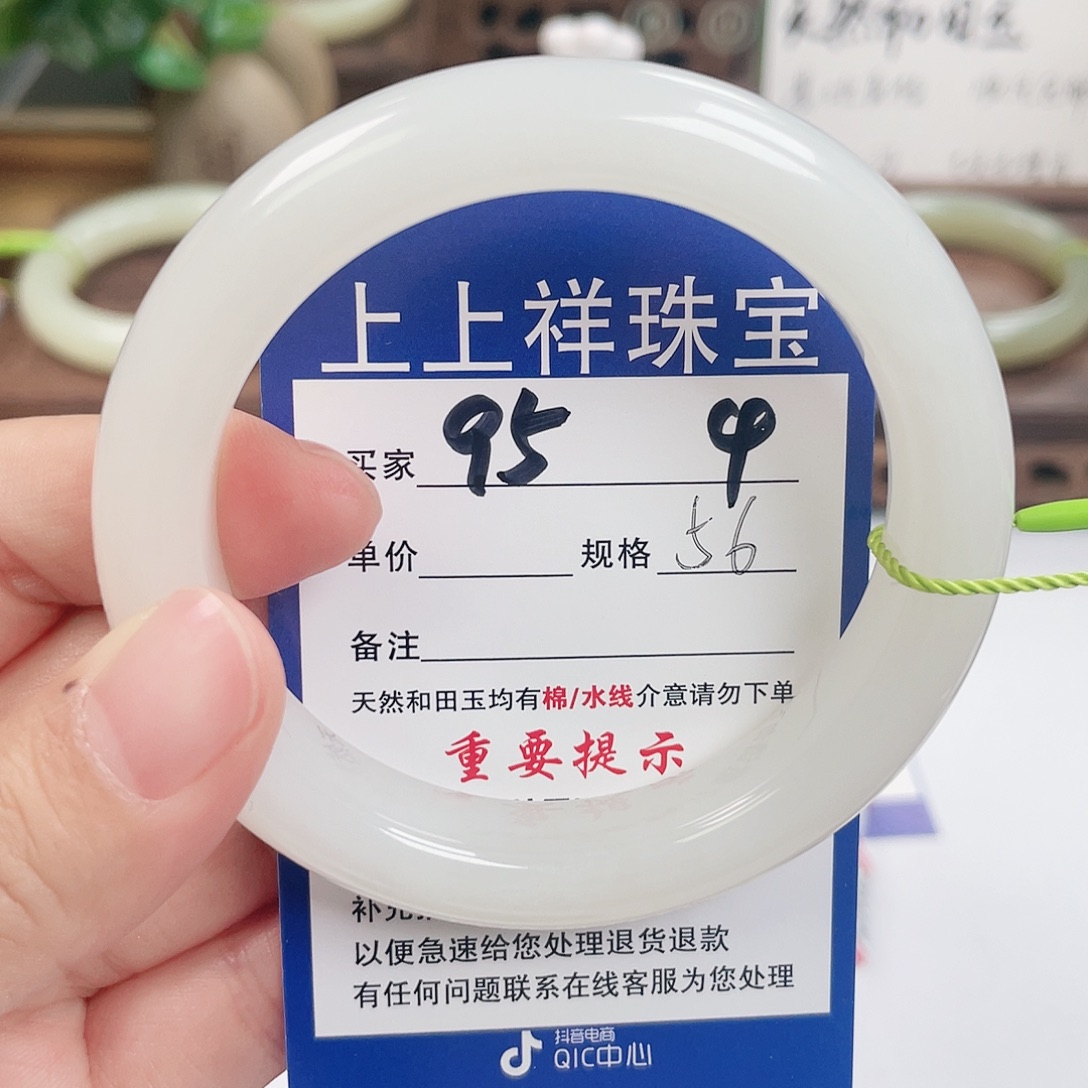 上上祥珠宝
买家 95 9
单价 规格 56
备注
天然和田玉均有棉/水线介意请勿下单
重要提示
以便急速给您处理退货退款
有任何问题联系在线客服为您处理
抖音电商
QIC中心